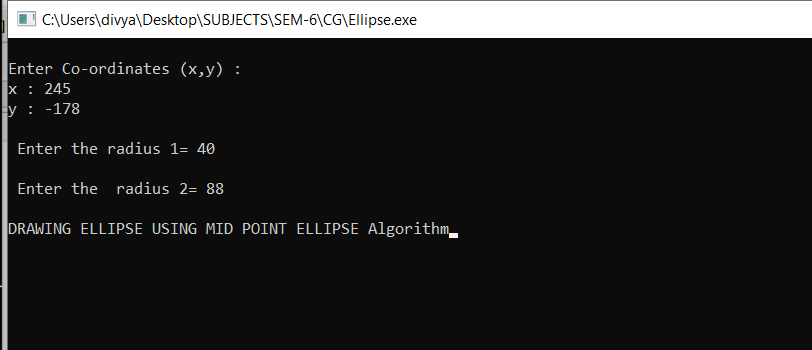 C:\Users\divya\Desktop\SUBJECTS\SEM-6\CG\Ellipse.exe
Enter Co-ordinates (x,y) :
x : 245
y : -178
Enter the radius 1= 40
Enter the  radius 2= 88
DRAWING ELLIPSE USING MID POINT ELLIPSE Algorithm